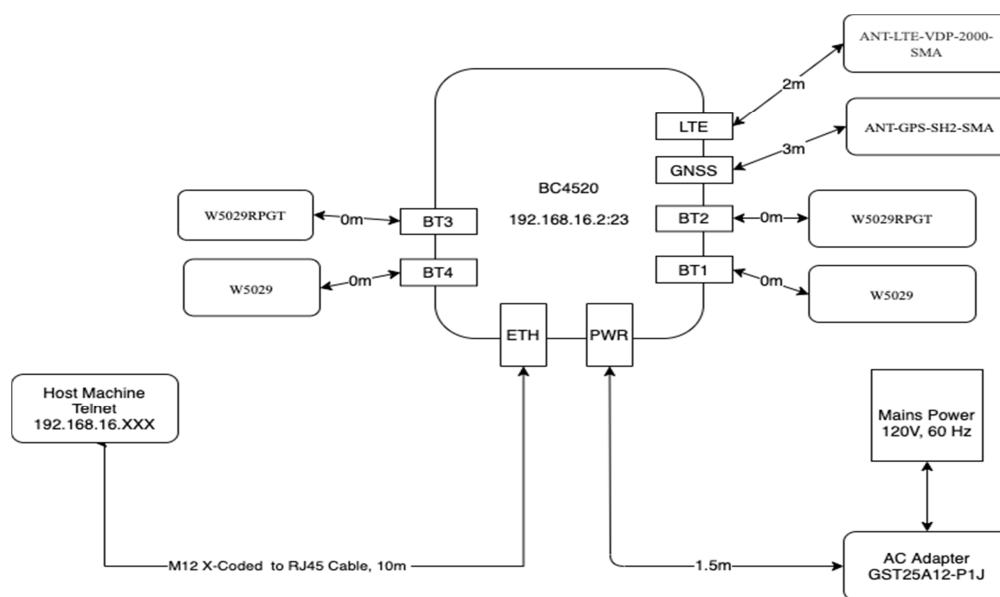 ANT-LTE-VDP-2000-
SMA
2m
LTE
ANT-GPS-SH2-SMA
3m
GNSS
BC4520
192.168.16.2:23
W5029RPGT
0m
BT3
BT2
0m
W5029RPGT
W5029
0m
BT4
BT1
0m
W5029
ETH
PWR
Host Machine
Telnet
192.168.16.XXX
Mains Power
120V, 60 Hz
M12 X-Coded to RJ45 Cable, 10m
1.5m
AC Adapter
GST25A12-P1J